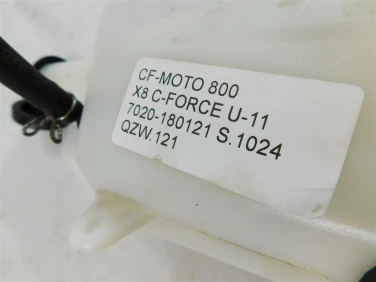 CF-MOTO 800
X8 C-FORCE U-11
7020-180121 S.1024
QZW.121